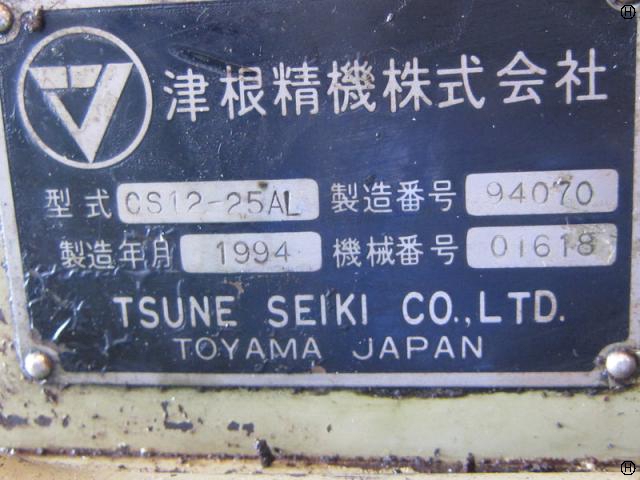 津根精機株式会社
型式 CS12-25AL 製造番号 94070
製造年月 1994 機械番号 01618
TSUNE SEIKI CO.,LTD.
TOYAMA JAPAN